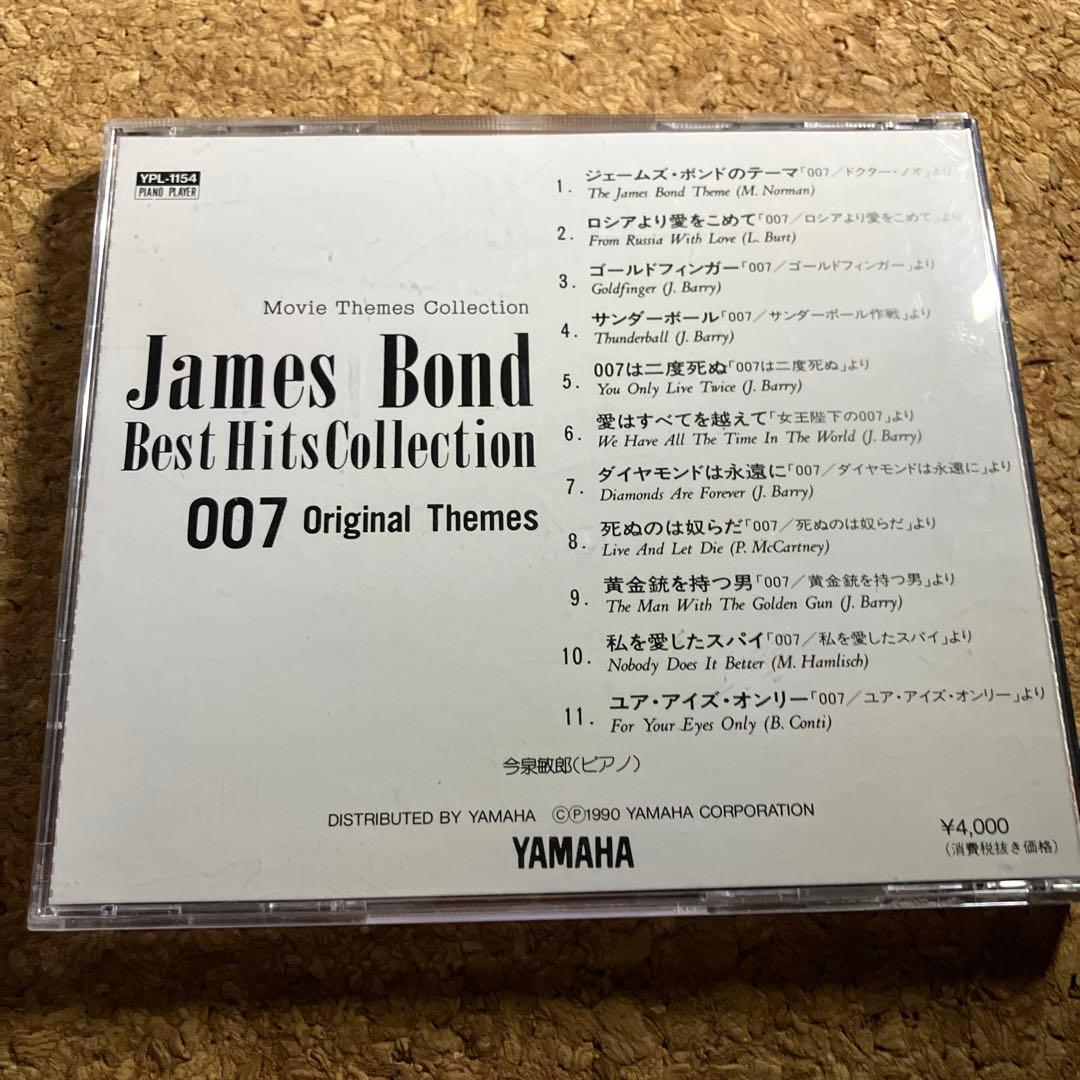 YPL-1154
PIANO PLAYER
Movie Themes Collection
James Bond
Best Hits Collection
007 Original Themes
1. ジェームズ・ボンドのテーマ「007／ドクター・ノオ」より
The James Bond Theme (M. Norman)
2. ロシアより愛をこめて「007／ロシアより愛をこめて」より
From Russia With Love (L. Burt)
3. ゴールドフィンガー「007／ゴールドフィンガー」より
Goldfinger (J. Barry)
4. サンダーボール「007／サンダーボール作戦」より
Thunderball (J. Barry)
5. 007は二度死ぬ「007は二度死ぬ」より
You Only Live Twice (J. Barry)
6. 愛はすべてを越えて「女王陛下の007」より
We Have All The Time In The World (J. Barry)
7. ダイヤモンドは永遠に「007／ダイヤモンドは永遠に」より
Diamonds Are Forever (J. Barry)
8. 死ぬのは奴らだ「007／死ぬのは奴らだ」より
Live And Let Die (P. McCartney)
9. 黄金銃を持つ男「007／黄金銃を持つ男」より
The Man With The Golden Gun (J. Barry)
10. 私を愛したスパイ「007／私を愛したスパイ」より
Nobody Does It Better (M. Hamlisch)
11. ユア・アイズ・オンリー「007／ユア・アイズ・オンリー」より
For Your Eyes Only (B. Conti)
今泉敏郎(ピアノ)
DISTRIBUTED BY YAMAHA ⒸⓅ1990 YAMAHA CORPORATION
YAMAHA
¥4,000
(消費税抜き価格)